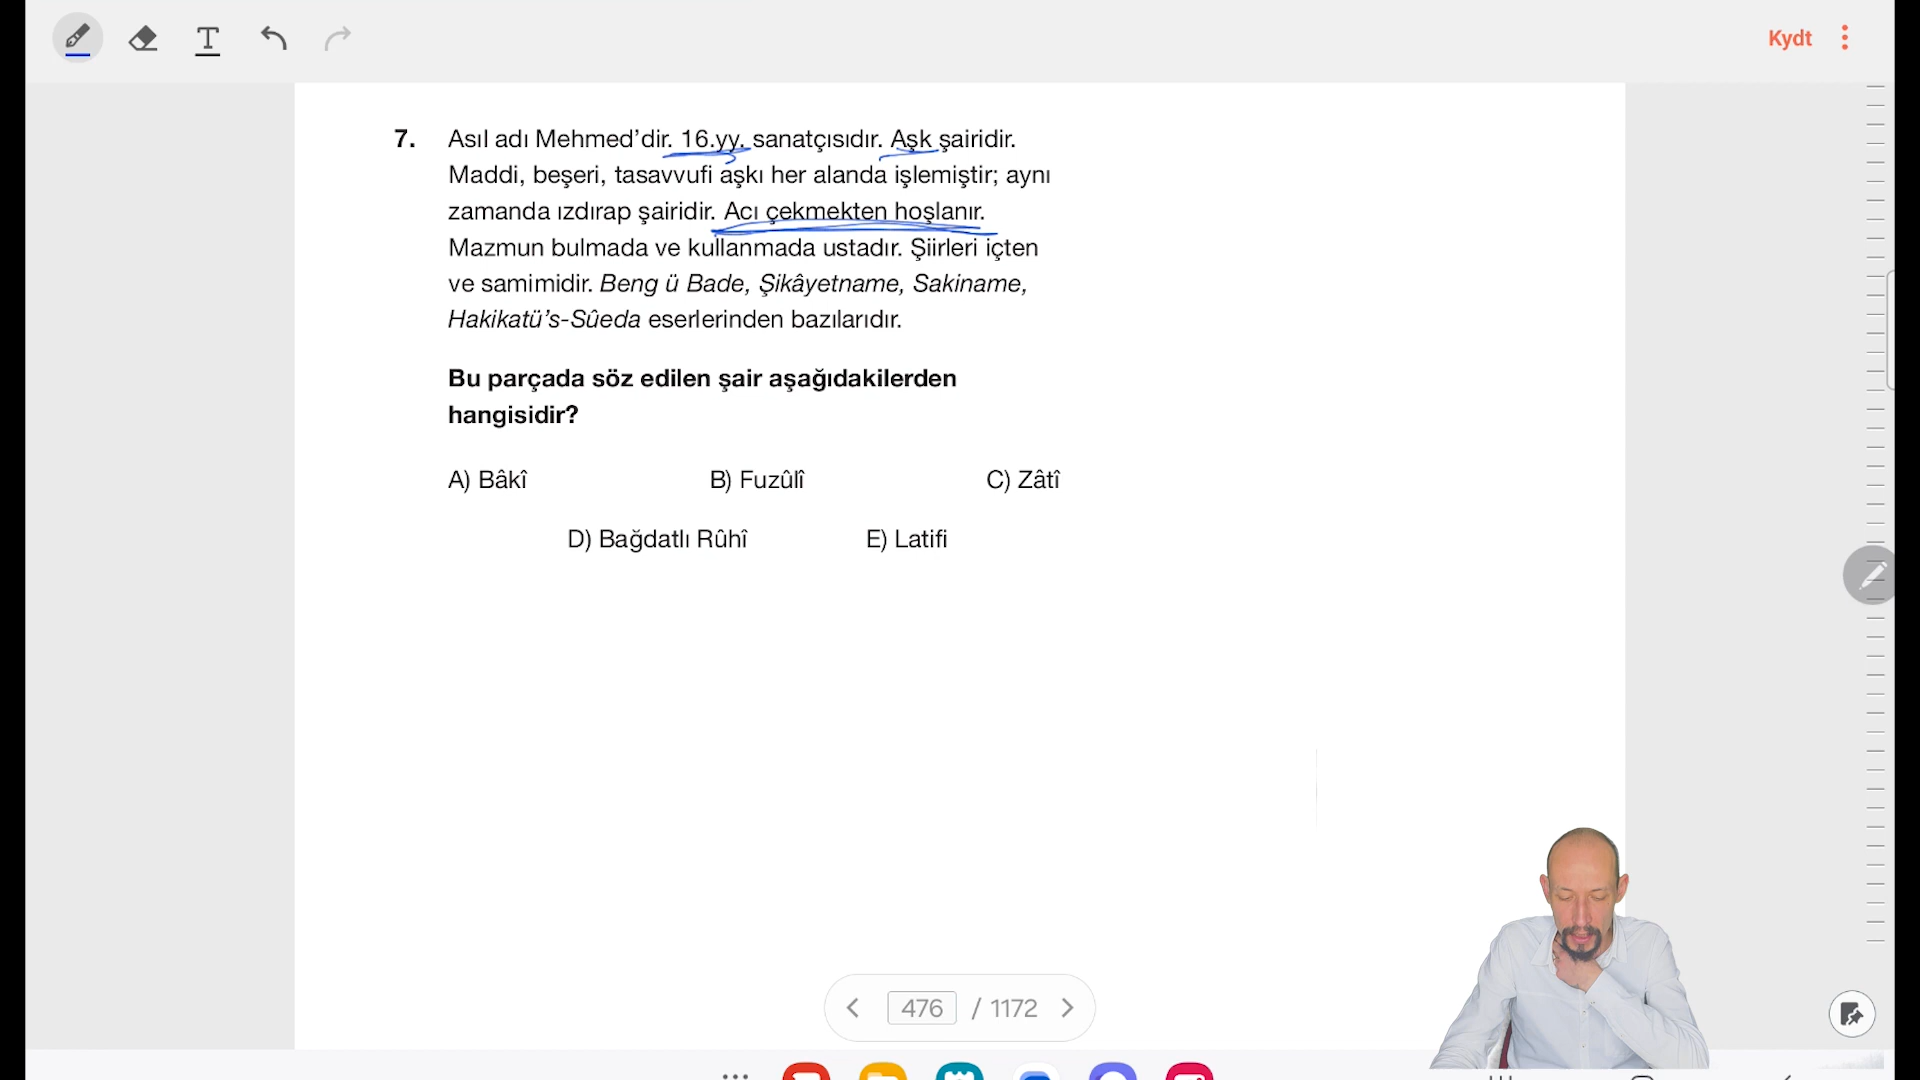 Kydt
7. Asıl adı Mehmed’dir. 16.yy. sanatçısıdır. Aşk şairidir.
Maddi, beşeri, tasavvufi aşkı her alanda işlemiştir; aynı
zamanda ızdırap şairidir. Acı çekmekten hoşlanır.
Mazmun bulmada ve kullanmada ustadır. Şiirleri içten
ve samimidir. Beng ü Bade, Şikâyetname, Sakiname,
Hakikatü’s-Sûeda eserlerinden bazılarıdır.
Bu parçada söz edilen şair aşağıdakilerden
hangisidir?
A) Bâkî B) Fuzûlî C) Zâtî
D) Bağdatlı Rûhî E) Latifi
476 / 1172